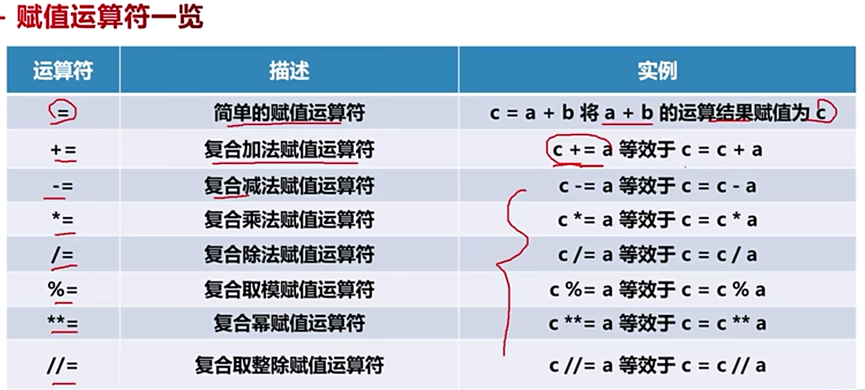 赋值运算符一览
运算符 描述 实例
= 简单的赋值运算符 c = a + b 将 a + b 的运算结果赋值为 c
+= 复合加法赋值运算符 c += a 等效于 c = c + a
-= 复合减法赋值运算符 c -= a 等效于 c = c - a
*= 复合乘法赋值运算符 c *= a 等效于 c = c * a
/= 复合除法赋值运算符 c /= a 等效于 c = c / a
%= 复合取模赋值运算符 c %= a 等效于 c = c % a
**= 复合幂赋值运算符 c **= a 等效于 c = c ** a
//= 复合取整除赋值运算符 c //= a 等效于 c = c // a